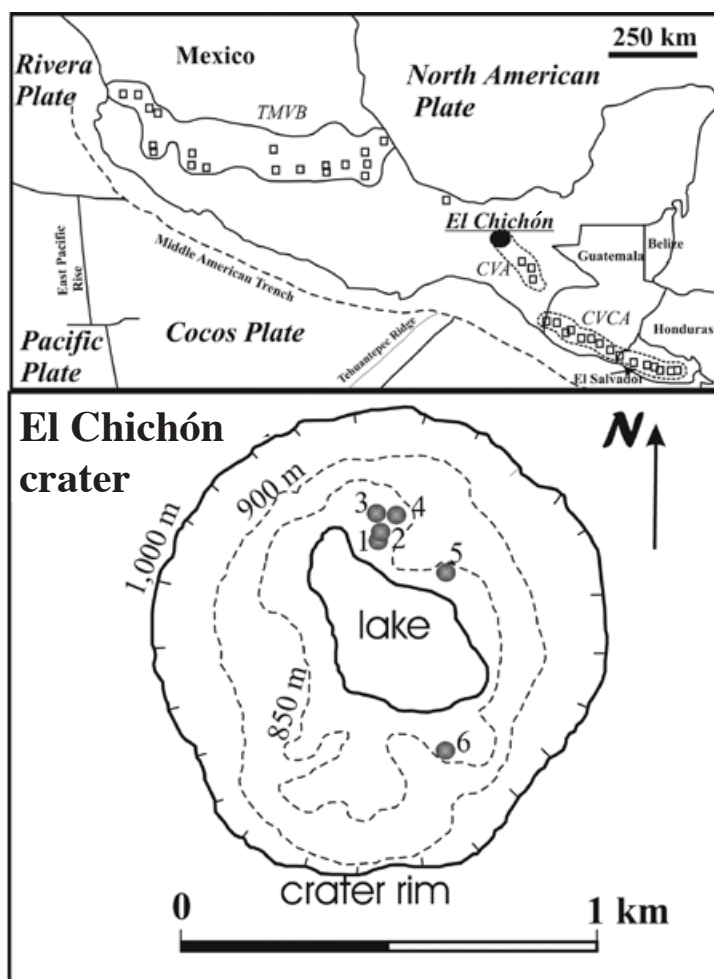 Mexico
250 km
Rivera
Plate
North American
Plate
TMVB
El Chichón
CVA
Guatemala
Belize
East Pacific
Rise
Middle American
Trench
CVCA
Honduras
Cocos Plate
Pacific
Plate
Tehuantepec Ridge
El Salvador
El Chichón
crater
N
900 m
1,000 m
3
4
1
2
5
lake
850 m
6
crater rim
0
1 km